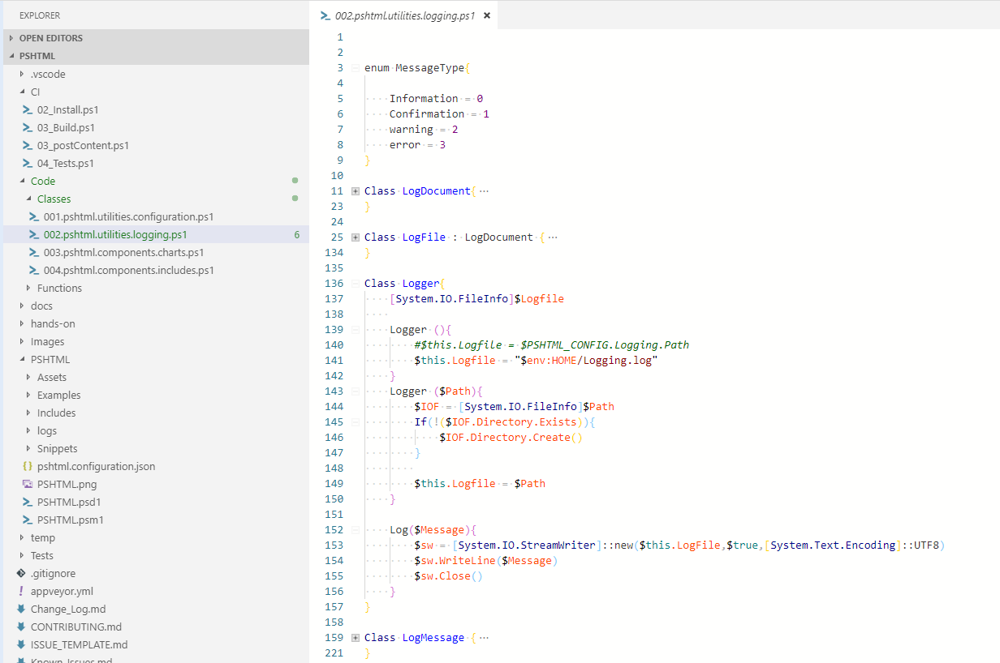 EXPLORER
OPEN EDITORS
PSHTML
.vscode
CI
02_Install.ps1
03_Build.ps1
03_postContent.ps1
04_Tests.ps1
Code
Classes
001.pshtml.utilities.configuration.ps1
002.pshtml.utilities.logging.ps1 6
003.pshtml.components.charts.ps1
004.pshtml.components.includes.ps1
Functions
docs
hands-on
Images
PSHTML
Assets
Examples
Includes
logs
Snippets
pshtml.configuration.json
PSHTML.png
PSHTML.psd1
PSHTML.psm1
temp
Tests
.gitignore
appveyor.yml
Change_Log.md
CONTRIBUTING.md
ISSUE_TEMPLATE.md
Known_Issues.md
002.pshtml.utilities.logging.ps1
1
2
3 enum MessageType{
4
5 Information = 0
6 Confirmation = 1
7 warning = 2
8 error = 3
9 }
10
11 Class LogDocument{ ...
23 }
24
25 Class LogFile : LogDocument { ...
134 }
135
136 Class Logger{
137 [System.IO.FileInfo]$Logfile
138
139 Logger (){
140 #$this.Logfile = $PSHTML_CONFIG.Logging.Path
141 $this.Logfile = "$env:HOME/Logging.log"
142 }
143 Logger ($Path){
144 $IOF = [System.IO.FileInfo]$Path
145 If(!($IOF.Directory.Exists)){
146 $IOF.Directory.Create()
147 }
148
149 $this.Logfile = $Path
150 }
151
152 Log($Message){
153 $sw = [System.IO.StreamWriter]::new($this.LogFile,$true,[System.Text.Encoding]::UTF8)
154 $sw.WriteLine($Message)
155 $sw.Close()
156 }
157 }
158
159 Class LogMessage { ...
221 }